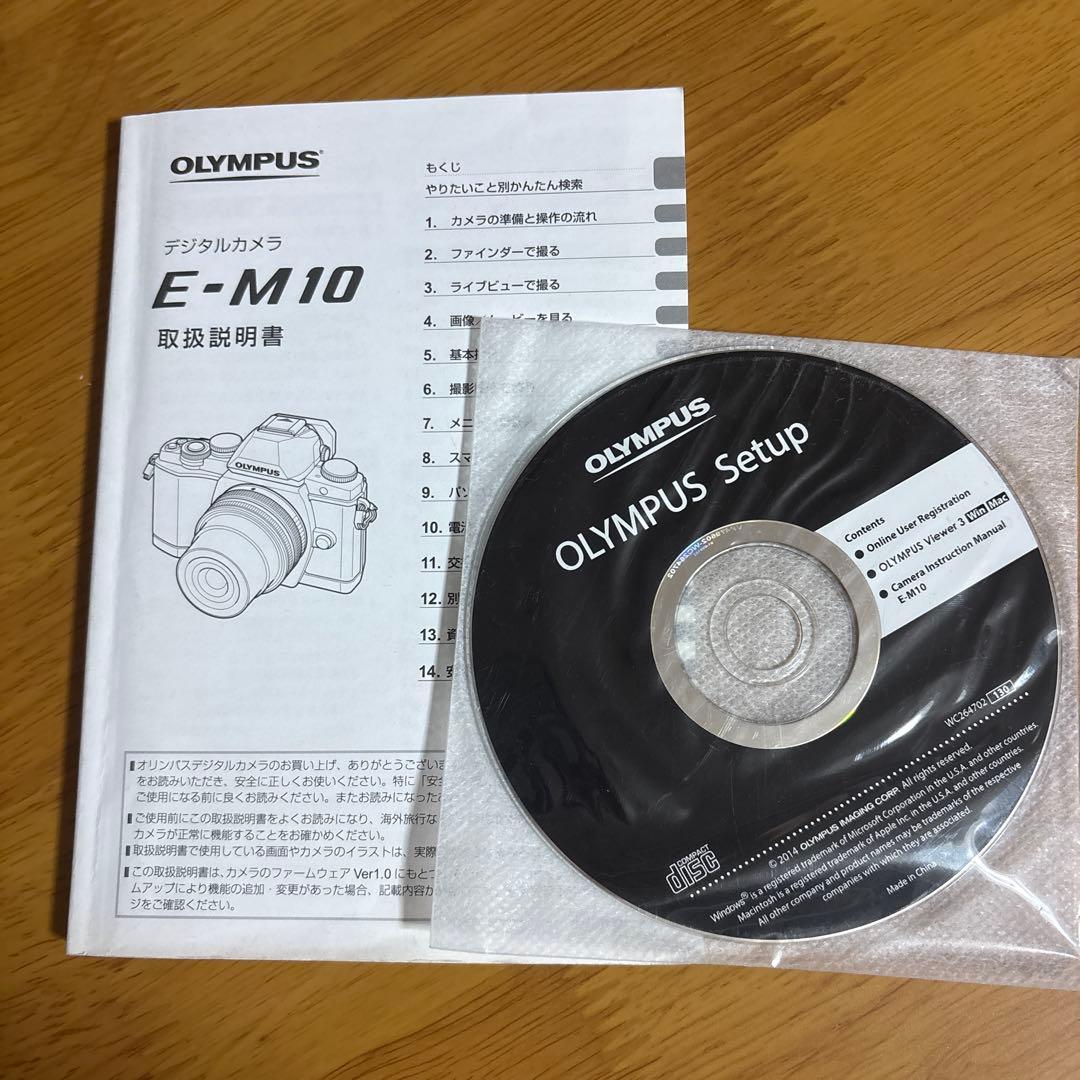 OLYMPUS®
デジタルカメラ
E-M10
取扱説明書
OLYMPUS
もくじ
やりたいこと別かんたん検索
1. カメラの準備と操作の流れ
2. ファインダーで撮る
3. ライブビューで撮る
4. 画像／ムービーを見る
5. 基本
6. 撮影
7. メニ
8. スマ
9. パソ
10. 電
11. 交
12. 別
13. 資
14. 安
オリンパスデジタルカメラのお買い上げ、ありがとうござい
をお読みいただき、安全に正しくお使いください。特に「安全
ご使用になる前に良くお読みください。またお読みになった
ご使用前にこの取扱説明書をよくお読みになり、海外旅行な
カメラが正常に機能することをお確かめください。
取扱説明書で使用している画面やカメラのイラストは、実際
この取扱説明書は、カメラのファームウェア Ver1.0 にもとづ
ムアップにより機能の追加・変更があった場合、記載内容が
ジをご確認ください。
OLYMPUS
OLYMPUS Setup
Contents
● Online User Registration
● OLYMPUS Viewer 3 Win Mac
● Camera Instruction Manual
E-M10
WC264702 130
COMPACT
disc
© 2014 OLYMPUS IMAGING CORP. All rights reserved.
Windows® is a registered trademark of Microsoft Corporation in the U.S.A. and other countries.
Macintosh is a registered trademark of Apple Inc. in the U.S.A. and other countries.
All other company and product names may be trademarks of the respective
companies with which they are associated.
Made in China